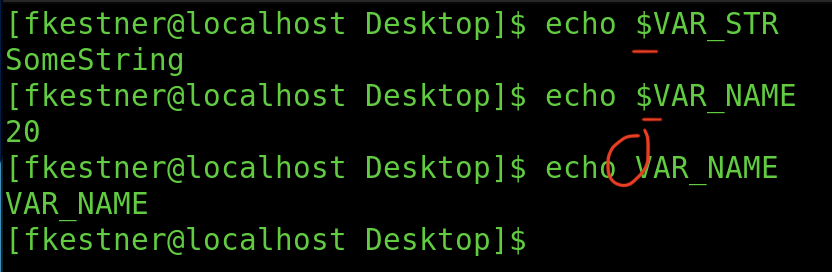 [fkestner@localhost Desktop]$ echo $VAR_STR
SomeString
[fkestner@localhost Desktop]$ echo $VAR_NAME
20
[fkestner@localhost Desktop]$ echo VAR_NAME
VAR_NAME
[fkestner@localhost Desktop]$